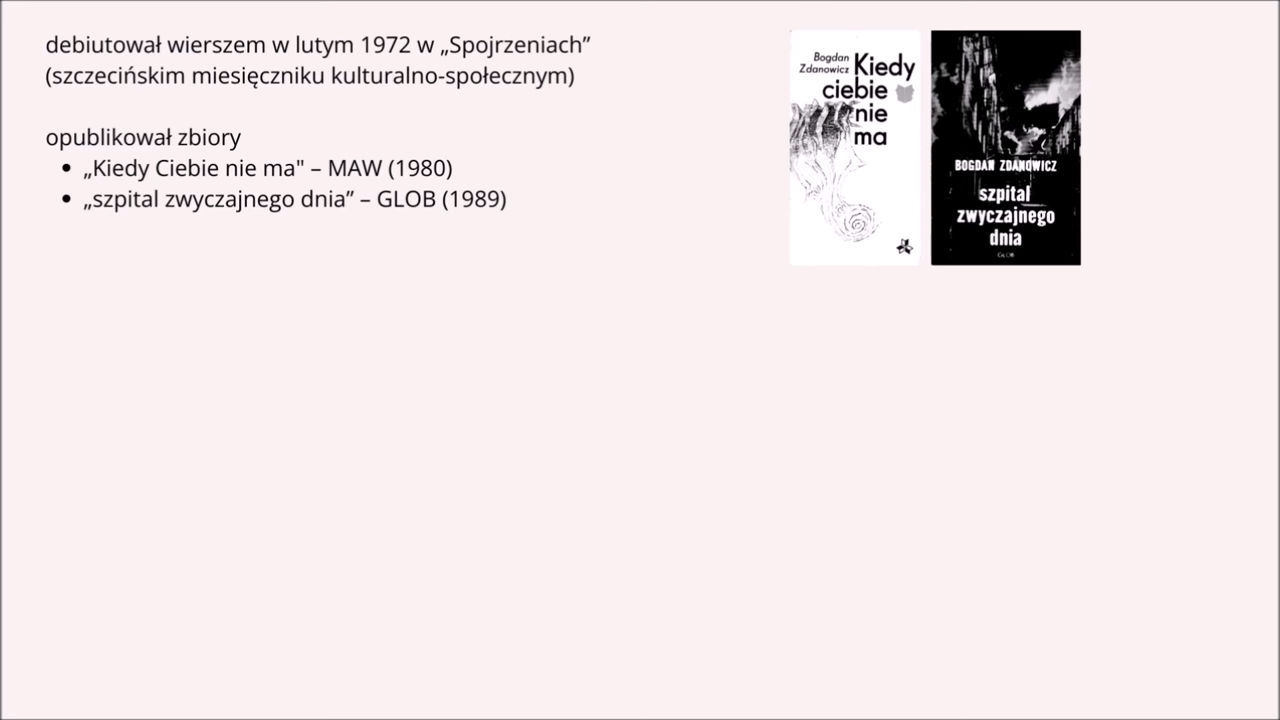 debiutował wierszem w lutym 1972 w „Spojrzeniach”
(szczecińskim miesięczniku kulturalno-społecznym)
opublikował zbiory
• „Kiedy Ciebie nie ma" – MAW (1980)
• „szpital zwyczajnego dnia” – GLOB (1989)
Bogdan
Zdanowicz
Kiedy
ciebie
nie
ma
BOGDAN ZDANOWICZ
szpital
zwyczajnego
dnia